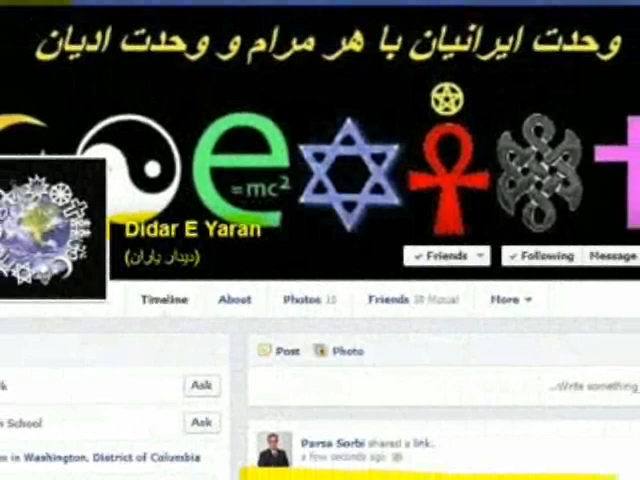 وحدت ایرانیان با هر مرام و وحدت ادیان
e =mc²
Didar E Yaran
(دیدار یاران)
Friends
Following
Message
Timeline
About
Photos
Friends
More
Post
Photo
Ask
...Write something
School
Ask
in Washington, District of Columbia
Parsa Sorbi shared a link.
a few seconds ago